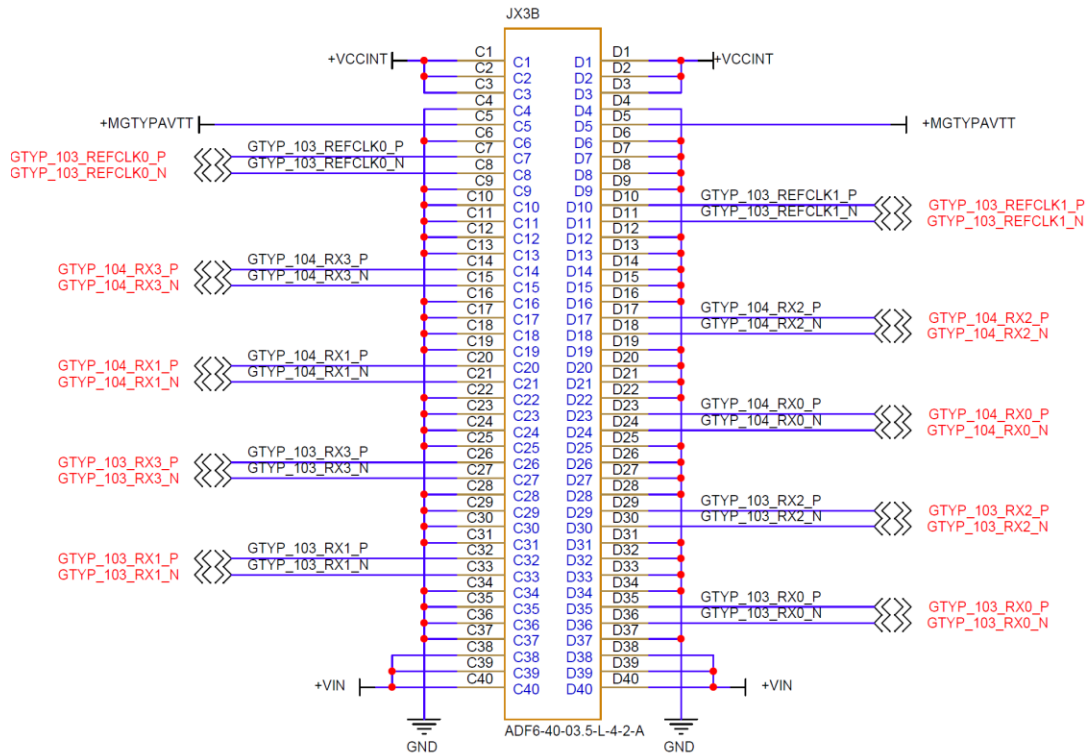 JX3B
+VCCINT C1 C1 D1 D1 +VCCINT
C2 C2 D2 D2
C3 C3 D3 D3
C4 C4 D4 D4
+MGTYPAVTT C5 C5 D5 D5 +MGTYPAVTT
C6 C6 D6 D6
GTYP_103_REFCLK0_P GTYP_103_REFCLK0_P C7 C7 D7 D7
GTYP_103_REFCLK0_N GTYP_103_REFCLK0_N C8 C8 D8 D8
C9 C9 D9 D9
C10 C10 D10 D10 GTYP_103_REFCLK1_P GTYP_103_REFCLK1_P
C11 C11 D11 D11 GTYP_103_REFCLK1_N GTYP_103_REFCLK1_N
C12 C12 D12 D12
C13 C13 D13 D13
GTYP_104_RX3_P GTYP_104_RX3_P C14 C14 D14 D14
GTYP_104_RX3_N GTYP_104_RX3_N C15 C15 D15 D15
C16 C16 D16 D16
C17 C17 D17 D17 GTYP_104_RX2_P GTYP_104_RX2_P
C18 C18 D18 D18 GTYP_104_RX2_N GTYP_104_RX2_N
C19 C19 D19 D19
GTYP_104_RX1_P GTYP_104_RX1_P C20 C20 D20 D20
GTYP_104_RX1_N GTYP_104_RX1_N C21 C21 D21 D21
C22 C22 D22 D22
C23 C23 D23 D23 GTYP_104_RX0_P GTYP_104_RX0_P
C24 C24 D24 D24 GTYP_104_RX0_N GTYP_104_RX0_N
C25 C25 D25 D25
GTYP_103_RX3_P GTYP_103_RX3_P C26 C26 D26 D26
GTYP_103_RX3_N GTYP_103_RX3_N C27 C27 D27 D27
C28 C28 D28 D28
C29 C29 D29 D29 GTYP_103_RX2_P GTYP_103_RX2_P
C30 C30 D30 D30 GTYP_103_RX2_N GTYP_103_RX2_N
C31 C31 D31 D31
GTYP_103_RX1_P GTYP_103_RX1_P C32 C32 D32 D32
GTYP_103_RX1_N GTYP_103_RX1_N C33 C33 D33 D33
C34 C34 D34 D34
C35 C35 D35 D35 GTYP_103_RX0_P GTYP_103_RX0_P
C36 C36 D36 D36 GTYP_103_RX0_N GTYP_103_RX0_N
C37 C37 D37 D37
C38 C38 D38 D38
C39 C39 D39 D39
+VIN C40 C40 D40 D40 +VIN
ADF6-40-03.5-L-4-2-A
GND GND